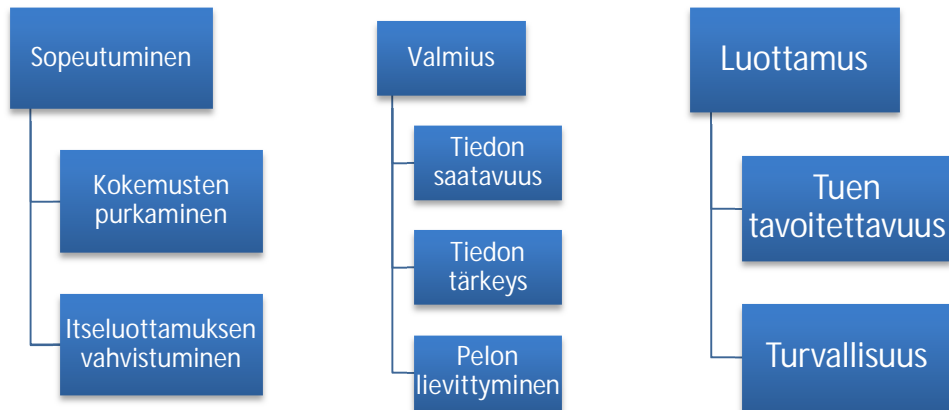 Sopeutuminen
Kokemusten
purkaminen
Itseluottamuksen
vahvistuminen
Valmius
Tiedon
saatavuus
Tiedon
tärkeys
Pelon
lievittyminen
Luottamus
Tuen
tavoitettavuus
Turvallisuus